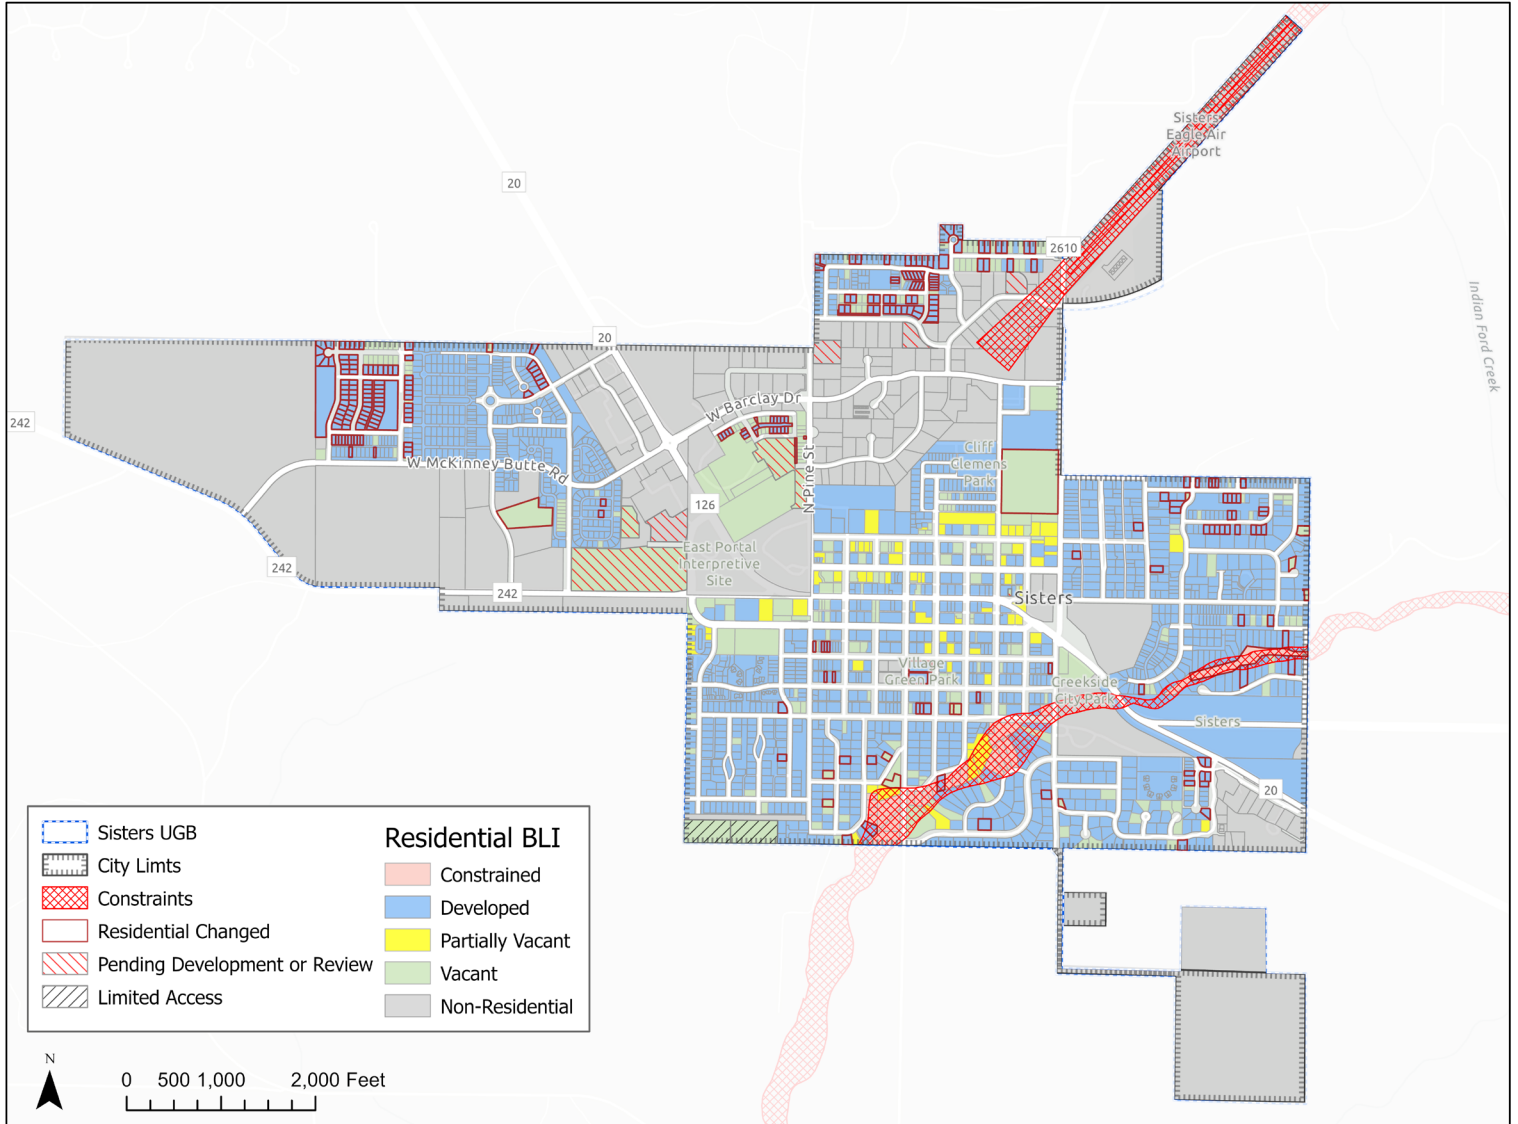 Sisters
Eagle Air
Airport
20
2610
Indian Ford Creek
20
242
W Barclay Dr
W McKinney Butte Rd
N Pine St
Cliff
Clemens
Park
126
East Portal
Interpretive
Site
242
242
Sisters
Village
Green Park
Creekside
City Park
Sisters
20
Sisters UGB
City Limts
Constraints
Residential Changed
Pending Development or Review
Limited Access
Residential BLI
Constrained
Developed
Partially Vacant
Vacant
Non-Residential
N
0 500 1,000 2,000 Feet